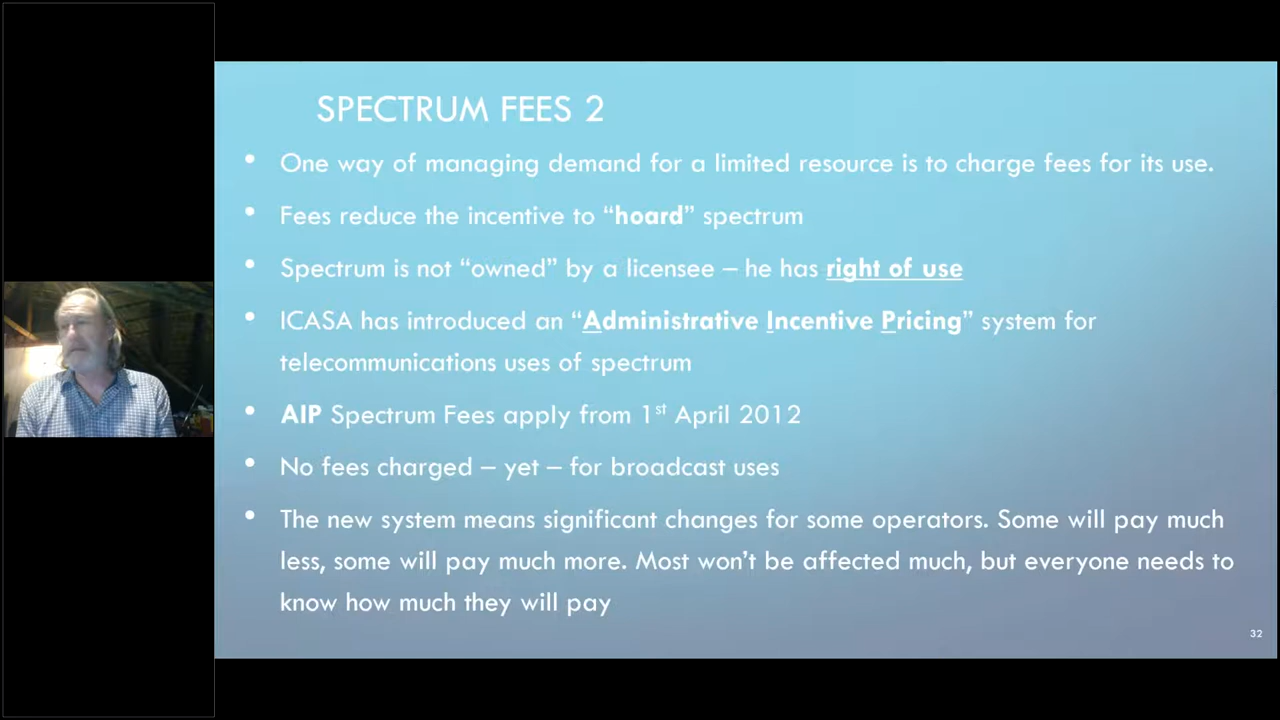 SPECTRUM FEES 2
• One way of managing demand for a limited resource is to charge fees for its use.
• Fees reduce the incentive to “hoard” spectrum
• Spectrum is not “owned” by a licensee – he has right of use
• ICASA has introduced an “Administrative Incentive Pricing” system for
telecommunications uses of spectrum
• AIP Spectrum Fees apply from 1st April 2012
• No fees charged – yet – for broadcast uses
• The new system means significant changes for some operators. Some will pay much
less, some will pay much more. Most won’t be affected much, but everyone needs to
know how much they will pay
32